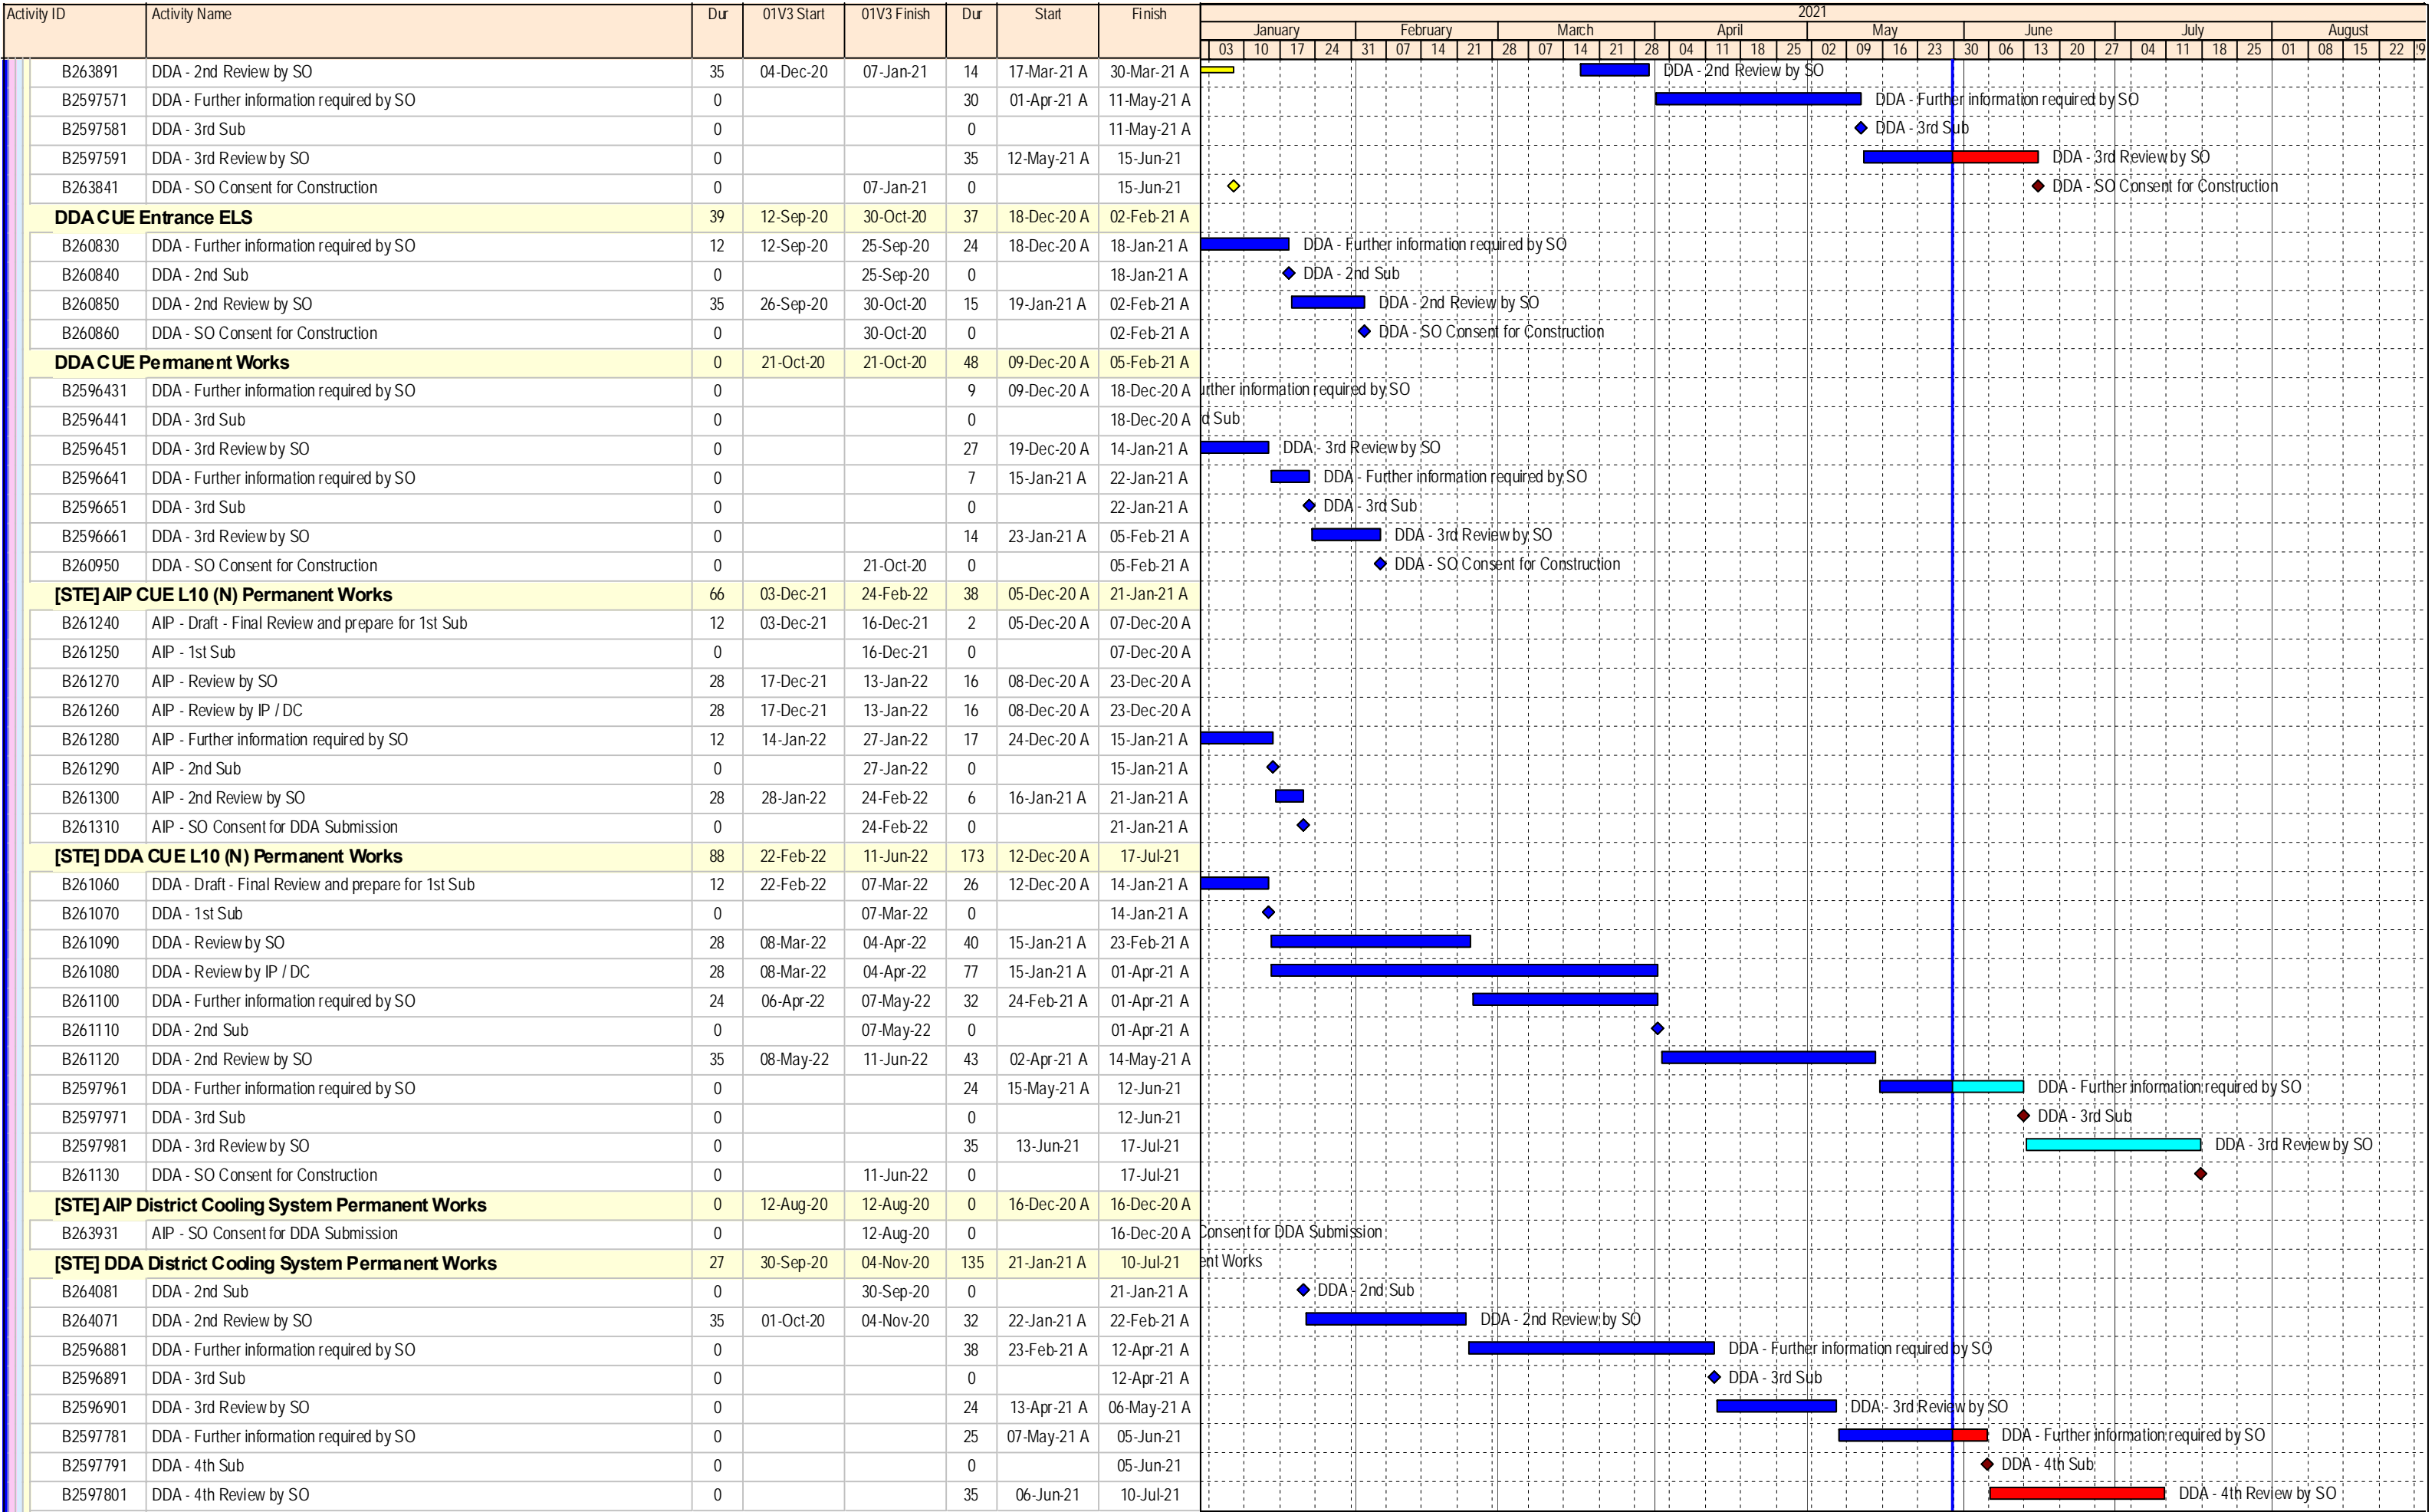 Activity ID Activity Name Dur 01V3 Start 01V3 Finish Dur Start Finish 2021
January February March April May June July August
03 10 17 24 31 07 14 21 28 07 14 21 28 04 11 18 25 02 09 16 23 30 06 13 20 27 04 11 18 25 01 08 15 22 29
B263891 DDA - 2nd Review by SO 35 04-Dec-20 07-Jan-21 14 17-Mar-21 A 30-Mar-21 A DDA - 2nd Review by SO
B2597571 DDA - Further information required by SO 0 30 01-Apr-21 A 11-May-21 A DDA - Further information required by SO
B2597581 DDA - 3rd Sub 0 0 11-May-21 A DDA - 3rd Sub
B2597591 DDA - 3rd Review by SO 0 35 12-May-21 A 15-Jun-21 DDA - 3rd Review by SO
B263841 DDA - SO Consent for Construction 0 07-Jan-21 0 15-Jun-21 DDA - SO Consent for Construction
DDA CUE Entrance ELS 39 12-Sep-20 30-Oct-20 37 18-Dec-20 A 02-Feb-21 A
B260830 DDA - Further information required by SO 12 12-Sep-20 25-Sep-20 24 18-Dec-20 A 18-Jan-21 A DDA - Further information required by SO
B260840 DDA - 2nd Sub 0 25-Sep-20 0 18-Jan-21 A DDA - 2nd Sub
B260850 DDA - 2nd Review by SO 35 26-Sep-20 30-Oct-20 15 19-Jan-21 A 02-Feb-21 A DDA - 2nd Review by SO
B260860 DDA - SO Consent for Construction 0 30-Oct-20 0 02-Feb-21 A DDA - SO Consent for Construction
DDA CUE Permanent Works 0 21-Oct-20 21-Oct-20 48 09-Dec-20 A 05-Feb-21 A
B2596431 DDA - Further information required by SO 0 9 09-Dec-20 A 18-Dec-20 A urther information required by SO
B2596441 DDA - 3rd Sub 0 0 18-Dec-20 A d Sub
B2596451 DDA - 3rd Review by SO 0 27 19-Dec-20 A 14-Jan-21 A DDA - 3rd Review by SO
B2596641 DDA - Further information required by SO 0 7 15-Jan-21 A 22-Jan-21 A DDA - Further information required by SO
B2596651 DDA - 3rd Sub 0 0 22-Jan-21 A DDA - 3rd Sub
B2596661 DDA - 3rd Review by SO 0 14 23-Jan-21 A 05-Feb-21 A DDA - 3rd Review by SO
B260950 DDA - SO Consent for Construction 0 21-Oct-20 0 05-Feb-21 A DDA - SO Consent for Construction
[STE] AIP CUE L10 (N) Permanent Works 66 03-Dec-21 24-Feb-22 38 05-Dec-20 A 21-Jan-21 A
B261240 AIP - Draft - Final Review and prepare for 1st Sub 12 03-Dec-21 16-Dec-21 2 05-Dec-20 A 07-Dec-20 A
B261250 AIP - 1st Sub 0 16-Dec-21 0 07-Dec-20 A
B261270 AIP - Review by SO 28 17-Dec-21 13-Jan-22 16 08-Dec-20 A 23-Dec-20 A
B261260 AIP - Review by IP / DC 28 17-Dec-21 13-Jan-22 16 08-Dec-20 A 23-Dec-20 A
B261280 AIP - Further information required by SO 12 14-Jan-22 27-Jan-22 17 24-Dec-20 A 15-Jan-21 A
B261290 AIP - 2nd Sub 0 27-Jan-22 0 15-Jan-21 A
B261300 AIP - 2nd Review by SO 28 28-Jan-22 24-Feb-22 6 16-Jan-21 A 21-Jan-21 A
B261310 AIP - SO Consent for DDA Submission 0 24-Feb-22 0 21-Jan-21 A
[STE] DDA CUE L10 (N) Permanent Works 88 22-Feb-22 11-Jun-22 173 12-Dec-20 A 17-Jul-21
B261060 DDA - Draft - Final Review and prepare for 1st Sub 12 22-Feb-22 07-Mar-22 26 12-Dec-20 A 14-Jan-21 A
B261070 DDA - 1st Sub 0 07-Mar-22 0 14-Jan-21 A
B261090 DDA - Review by SO 28 08-Mar-22 04-Apr-22 40 15-Jan-21 A 23-Feb-21 A
B261080 DDA - Review by IP / DC 28 08-Mar-22 04-Apr-22 77 15-Jan-21 A 01-Apr-21 A
B261100 DDA - Further information required by SO 24 06-Apr-22 07-May-22 32 24-Feb-21 A 01-Apr-21 A
B261110 DDA - 2nd Sub 0 07-May-22 0 01-Apr-21 A
B261120 DDA - 2nd Review by SO 35 08-May-22 11-Jun-22 43 02-Apr-21 A 14-May-21 A
B2597961 DDA - Further information required by SO 0 24 15-May-21 A 12-Jun-21 DDA - Further information required by SO
B2597971 DDA - 3rd Sub 0 0 12-Jun-21 DDA - 3rd Sub
B2597981 DDA - 3rd Review by SO 0 35 13-Jun-21 17-Jul-21 DDA - 3rd Review by SO
B261130 DDA - SO Consent for Construction 0 11-Jun-22 0 17-Jul-21
[STE] AIP District Cooling System Permanent Works 0 12-Aug-20 12-Aug-20 0 16-Dec-20 A 16-Dec-20 A
B263931 AIP - SO Consent for DDA Submission 0 12-Aug-20 0 16-Dec-20 A Consent for DDA Submission
[STE] DDA District Cooling System Permanent Works 27 30-Sep-20 04-Nov-20 135 21-Jan-21 A 10-Jul-21 ent Works
B264081 DDA - 2nd Sub 0 30-Sep-20 0 21-Jan-21 A DDA - 2nd Sub
B264071 DDA - 2nd Review by SO 35 01-Oct-20 04-Nov-20 32 22-Jan-21 A 22-Feb-21 A DDA - 2nd Review by SO
B2596881 DDA - Further information required by SO 0 38 23-Feb-21 A 12-Apr-21 A DDA - Further information required by SO
B2596891 DDA - 3rd Sub 0 0 12-Apr-21 A DDA - 3rd Sub
B2596901 DDA - 3rd Review by SO 0 24 13-Apr-21 A 06-May-21 A DDA - 3rd Review by SO
B2597781 DDA - Further information required by SO 0 25 07-May-21 A 05-Jun-21 DDA - Further information required by SO
B2597791 DDA - 4th Sub 0 0 05-Jun-21 DDA - 4th Sub
B2597801 DDA - 4th Review by SO 0 35 06-Jun-21 10-Jul-21 DDA - 4th Review by SO